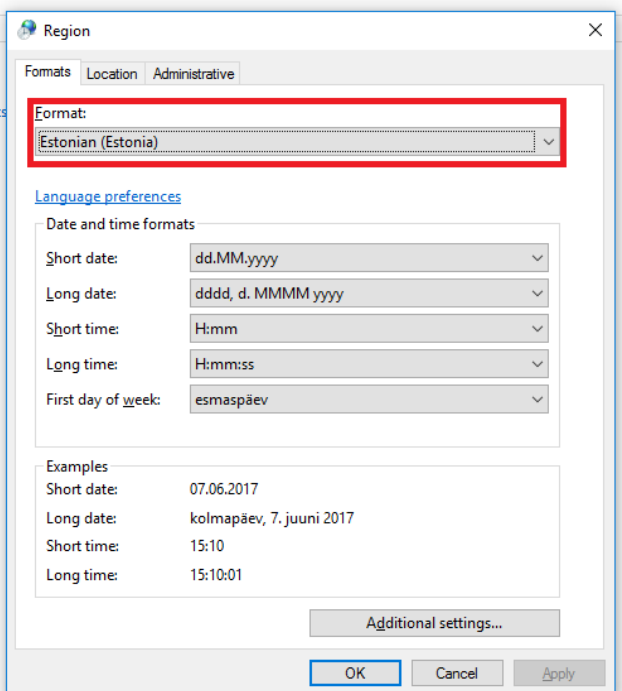 Region
Formats Location Administrative
Format:
Estonian (Estonia)
Language preferences
Date and time formats
Short date: dd.MM.yyyy
Long date: dddd, d. MMMM yyyy
Short time: H:mm
Long time: H:mm:ss
First day of week: esmaspäev
Examples
Short date: 07.06.2017
Long date: kolmapäev, 7. juuni 2017
Short time: 15:10
Long time: 15:10:01
Additional settings...
OK Cancel Apply